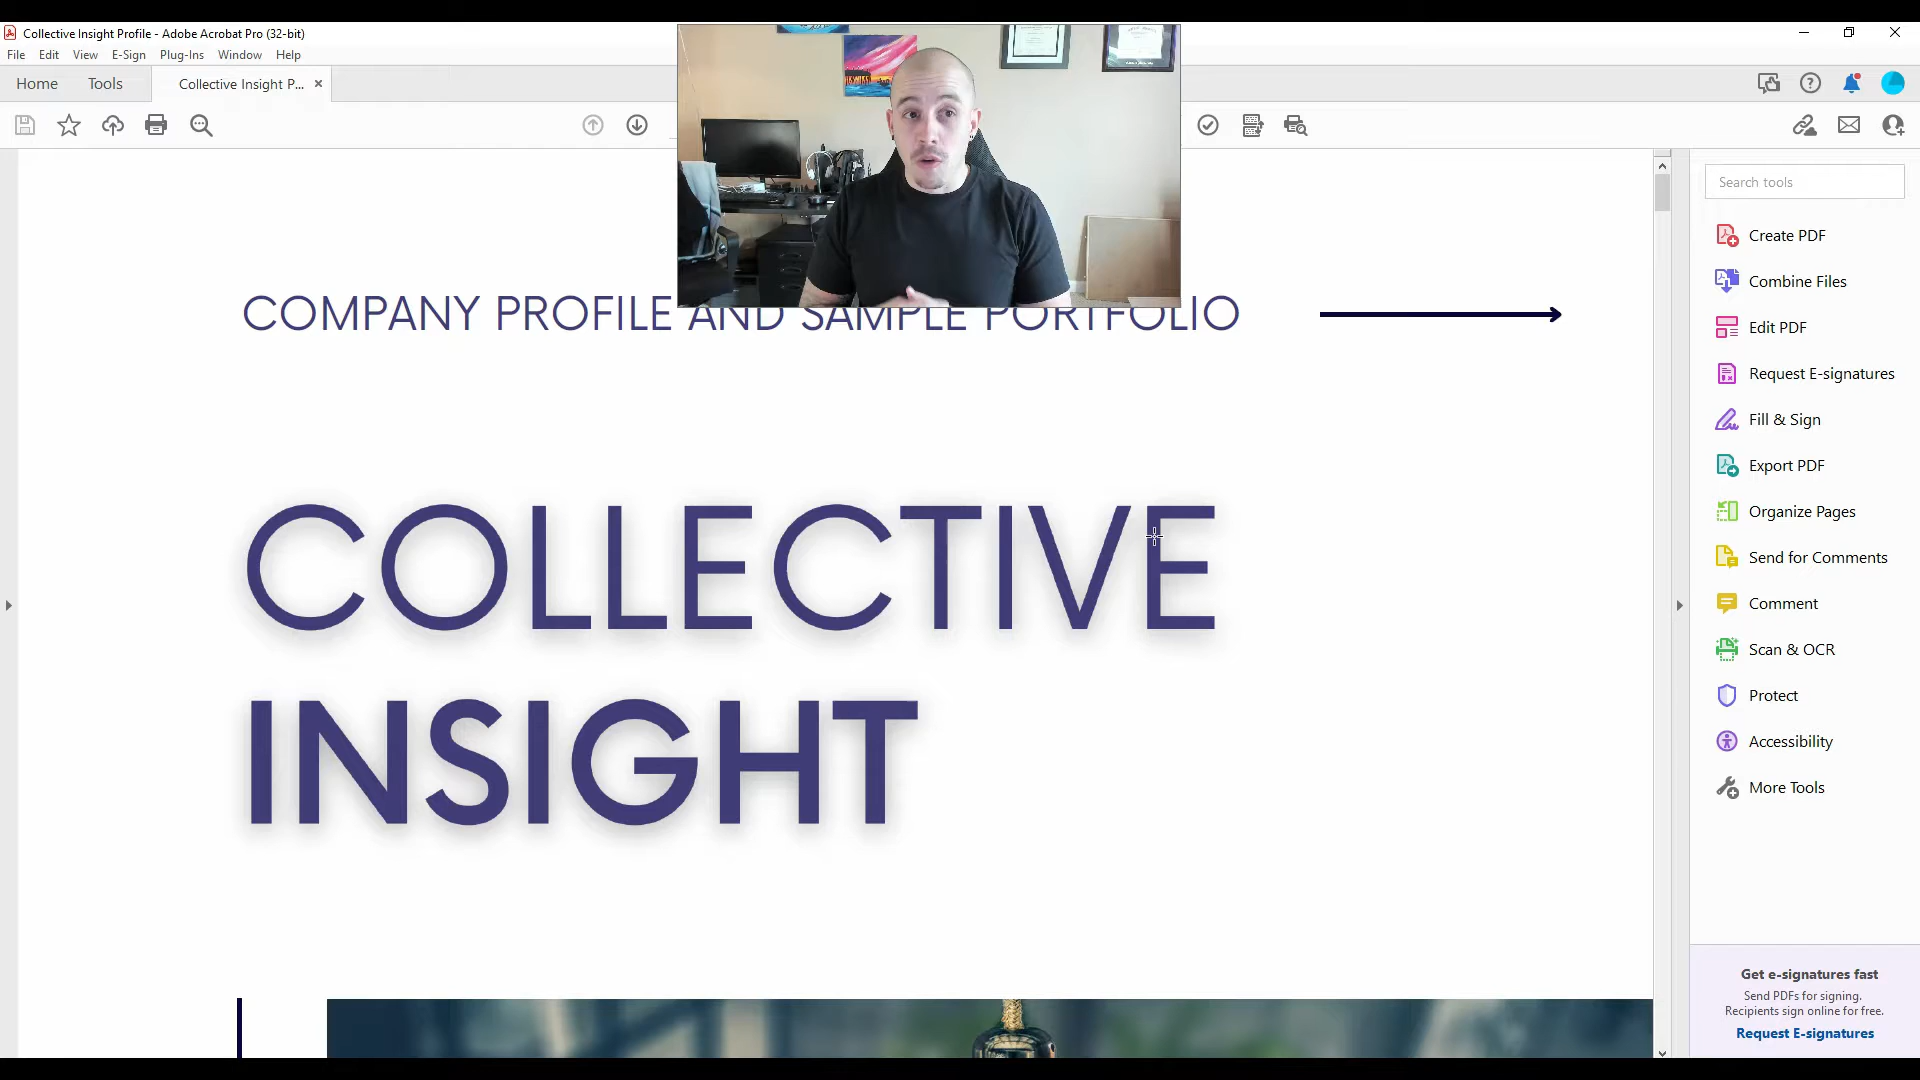 Collective Insight Profile - Adobe Acrobat Pro (32-bit)
File Edit View E-Sign Plug-Ins Window Help
Home Tools Collective Insight P...
COMPANY PROFILE AND SAMPLE PORTFOLIO
COLLECTIVE
INSIGHT
Search tools
Create PDF
Combine Files
Edit PDF
Request E-signatures
Fill & Sign
Export PDF
Organize Pages
Send for Comments
Comment
Scan & OCR
Protect
Accessibility
More Tools
Get e-signatures fast
Send PDFs for signing.
Recipients sign online for free.
Request E-signatures